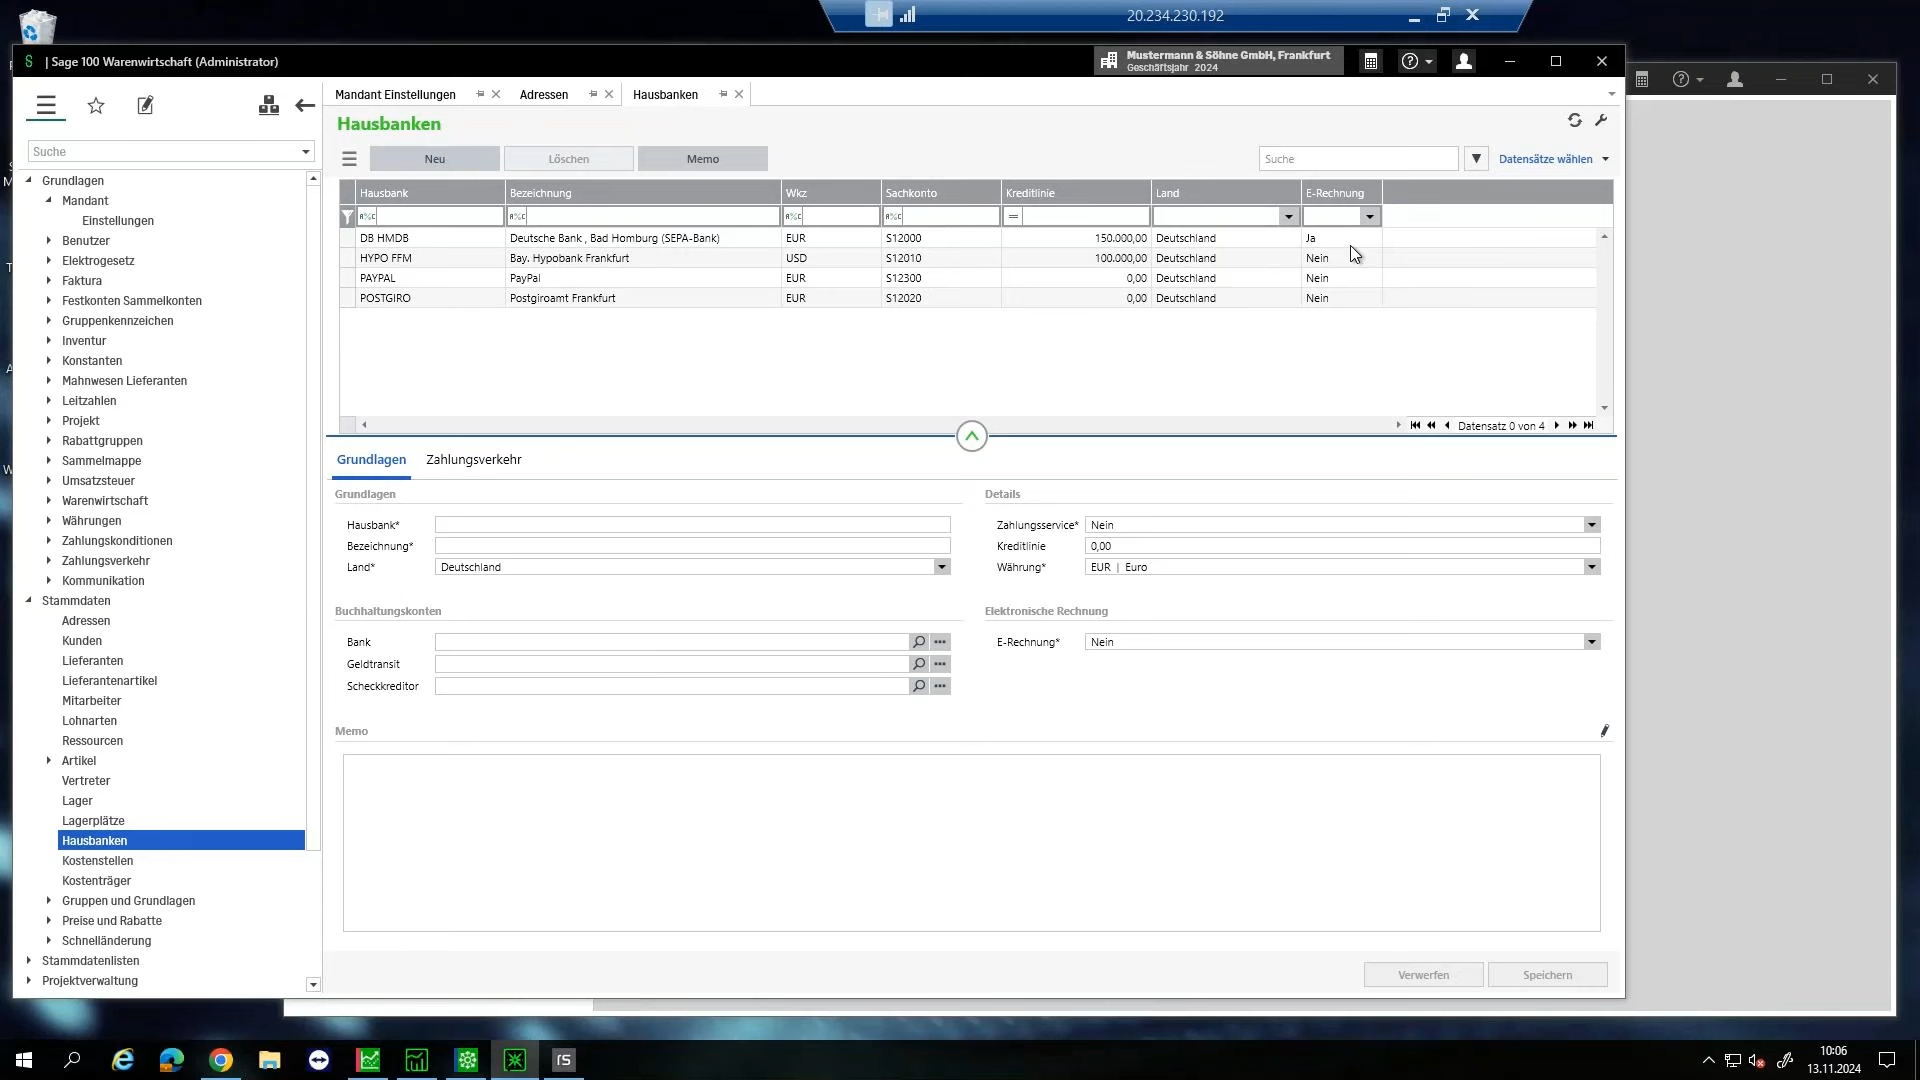 20.234.230.192
| Sage 100 Warenwirtschaft (Administrator)
Mustermann & Söhne GmbH, Frankfurt
Geschäftsjahr 2024
Mandant Einstellungen
Adressen
Hausbanken
Hausbanken
Suche
Neu
Löschen
Memo
Suche
Datensätze wählen
Grundlagen
Mandant
Einstellungen
Benutzer
Elektrogesetz
Faktura
Festkonten Sammelkonten
Gruppenkennzeichen
Inventur
Konstanten
Mahnwesen Lieferanten
Leitzahlen
Projekt
Rabattgruppen
Sammelmappe
Umsatzsteuer
Warenwirtschaft
Währungen
Zahlungskonditionen
Zahlungsverkehr
Kommunikation
Stammdaten
Adressen
Kunden
Lieferanten
Lieferantenartikel
Mitarbeiter
Lohnarten
Ressourcen
Artikel
Vertreter
Lager
Lagerplätze
Hausbanken
Kostenstellen
Kostenträger
Gruppen und Grundlagen
Preise und Rabatte
Schnelländerung
Stammdatenlisten
Projektverwaltung
Hausbank Bezeichnung Wkz Sachkonto Kreditlinie Land E-Rechnung
DB HMDB Deutsche Bank , Bad Homburg (SEPA-Bank) EUR S12000 150.000,00 Deutschland Ja
HYPO FFM Bay. Hypobank Frankfurt USD S12010 100.000,00 Deutschland Nein
PAYPAL PayPal EUR S12300 0,00 Deutschland Nein
POSTGIRO Postgiroamt Frankfurt EUR S12020 0,00 Deutschland Nein
Datensatz 0 von 4
Grundlagen Zahlungsverkehr
Grundlagen
Hausbank*
Bezeichnung*
Land* Deutschland
Details
Zahlungsservice* Nein
Kreditlinie 0,00
Währung* EUR | Euro
Buchhaltungskonten
Bank
Geldtransit
Scheckkreditor
Elektronische Rechnung
E-Rechnung* Nein
Memo
Verwerfen
Speichern
10:06
13.11.2024